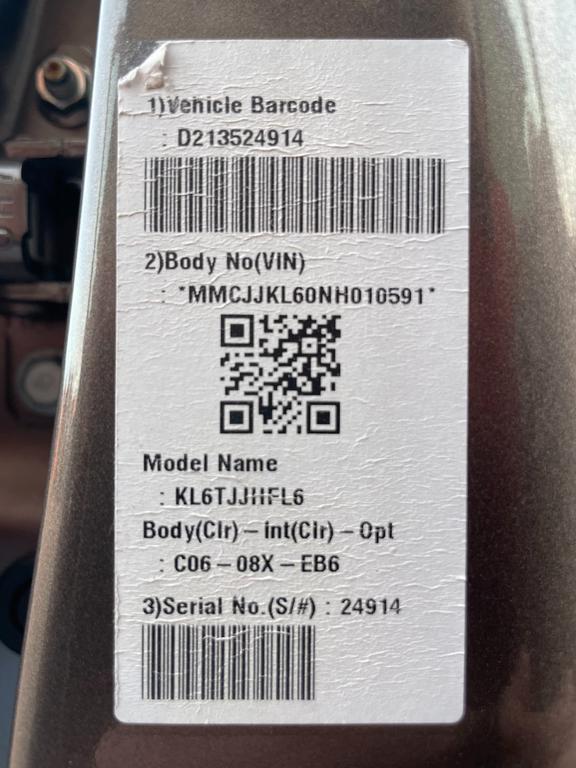 1)Vehicle Barcode
: D213524914
2)Body No(VIN)
: *MMCJJKL60NH010591*
Model Name
: KL6TJJHFL6
Body(Clr)-Int(Clr)-Opt
: C06-08X-EB6
3)Serial No.(S/#) : 24914